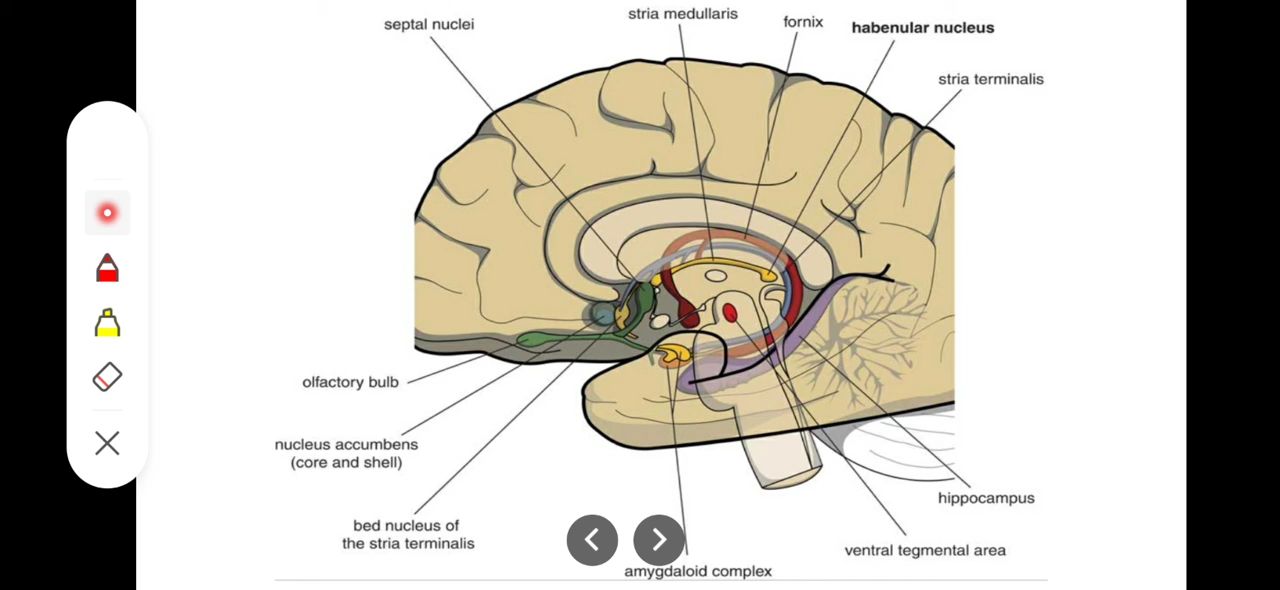 stria medullaris
septal nuclei
fornix
habenular nucleus
stria terminalis
olfactory bulb
nucleus accumbens
(core and shell)
hippocampus
bed nucleus of
the stria terminalis
ventral tegmental area
amygdaloid complex